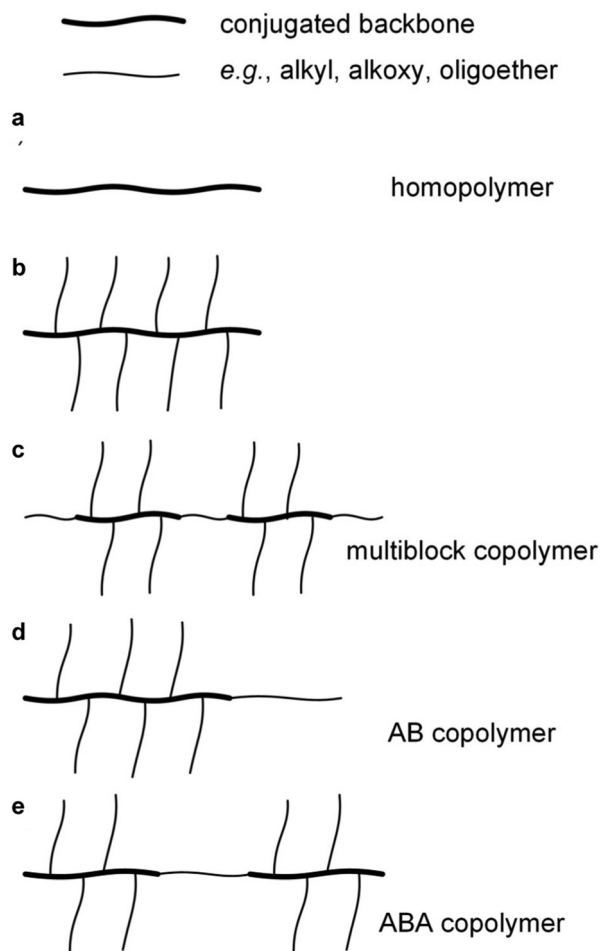 conjugated backbone
e.g., alkyl, alkoxy, oligoether
a
homopolymer
b
c
multiblock copolymer
d
AB copolymer
e
ABA copolymer